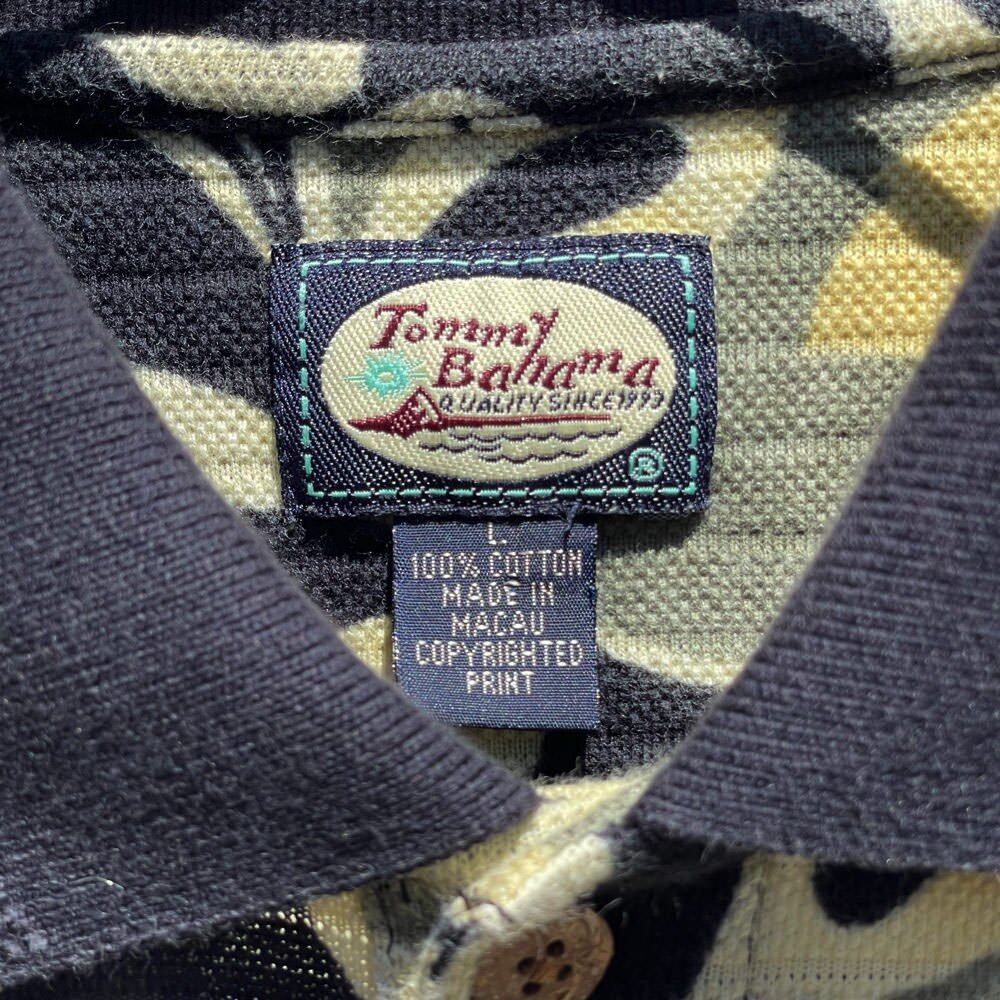 Tommy
Bahama
QUALITY SINCE 1993
®
L
100% COTTON
MADE IN
MACAU
COPYRIGHTED
PRINT